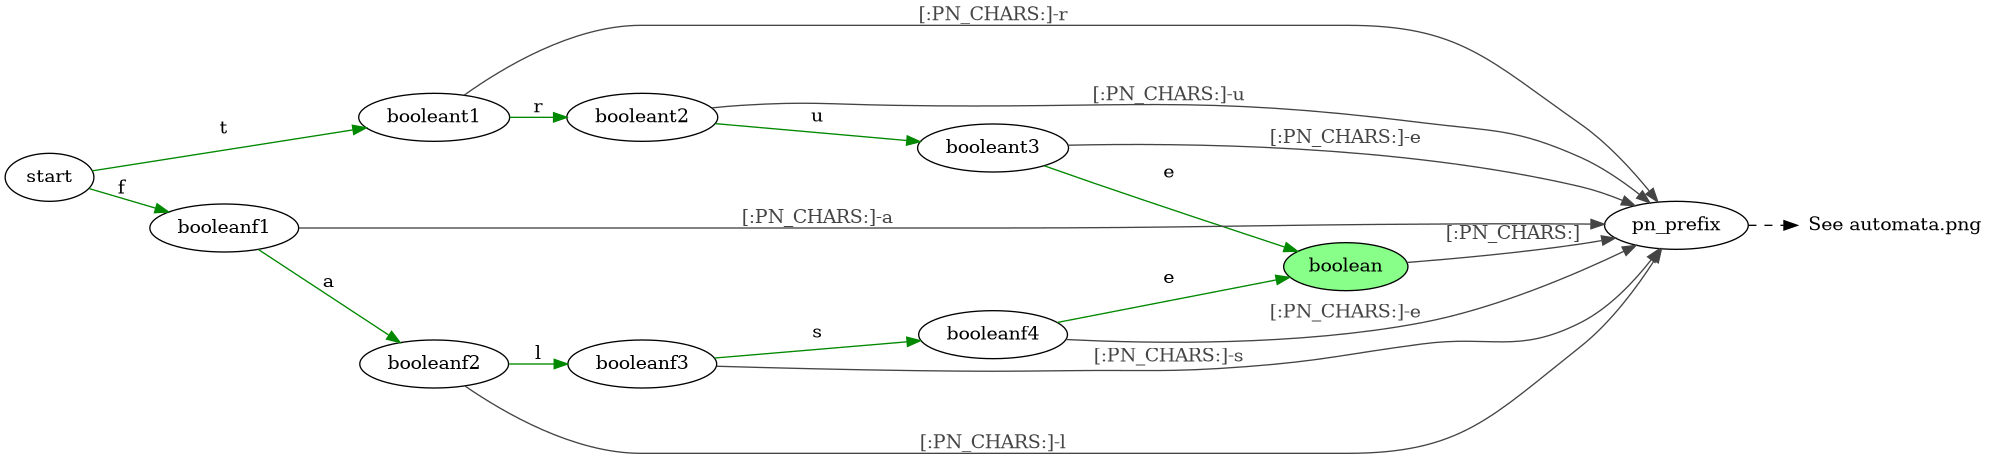 [:PN_CHARS:]-r
[:PN_CHARS:]-u
t
booleant1
r
booleant2
u
[:PN_CHARS:]-e
booleant3
start
f
e
booleanf1
[:PN_CHARS:]-a
[:PN_CHARS:]
pn_prefix
See automata.png
a
e
boolean
[:PN_CHARS:]-e
s
booleanf4
booleanf2
l
booleanf3
[:PN_CHARS:]-s
[:PN_CHARS:]-l